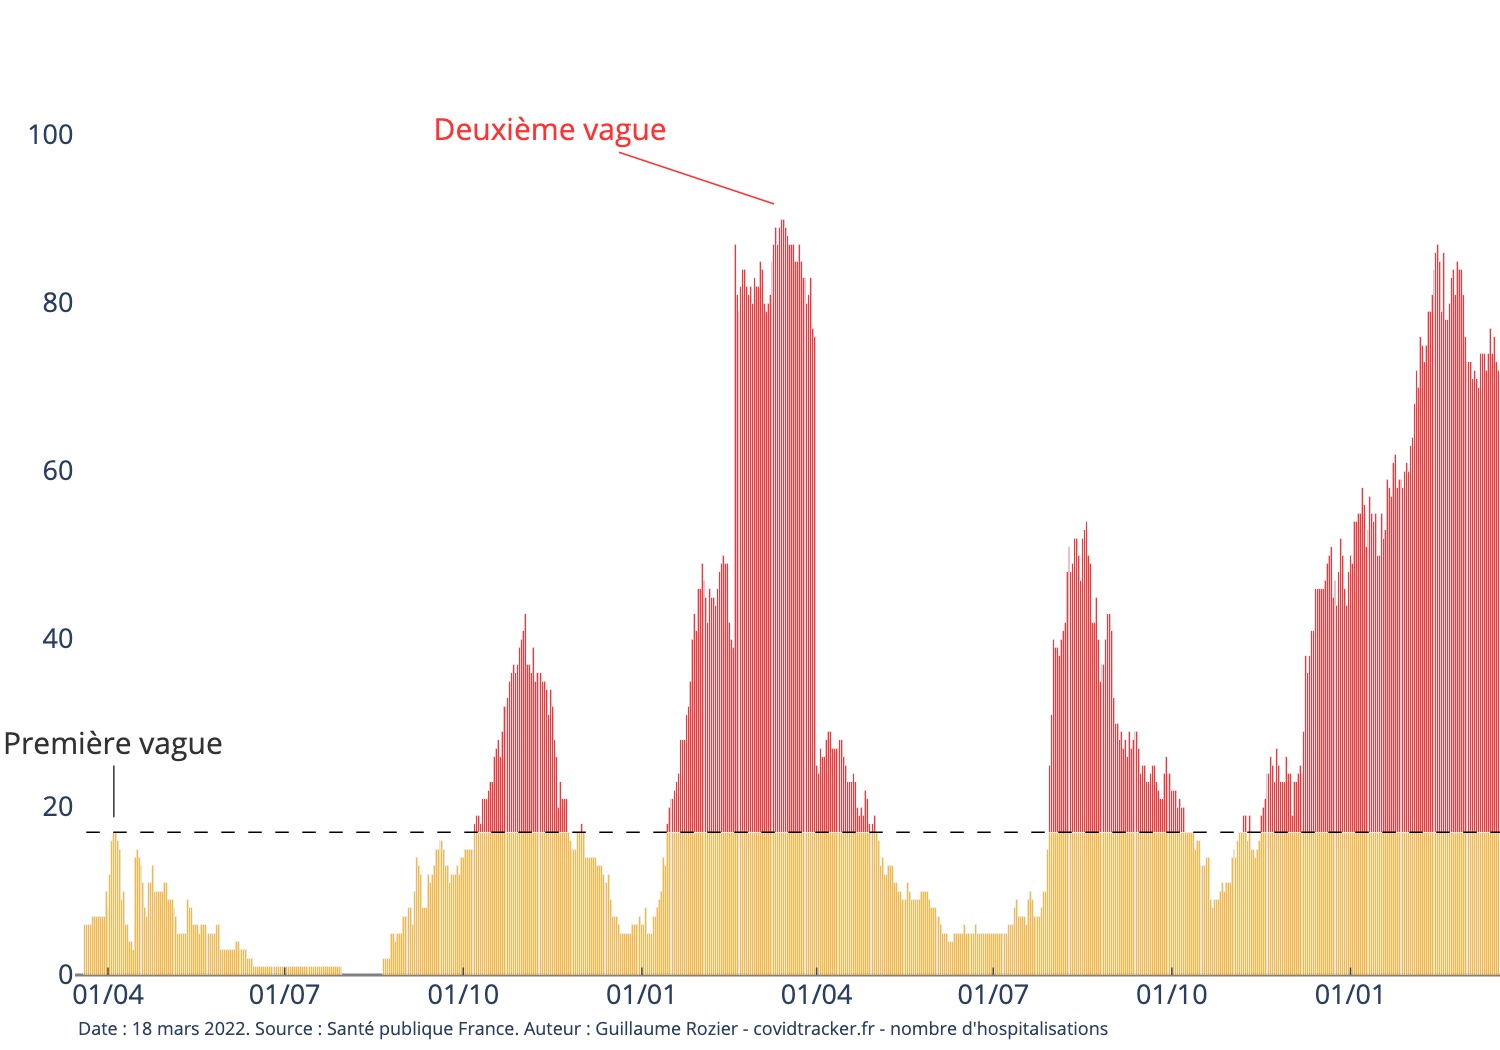 100
Deuxième vague
80
60
40
Première vague
20
0
01/04 01/07 01/10 01/01 01/04 01/07 01/10 01/01
Date : 18 mars 2022. Source : Santé publique France. Auteur : Guillaume Rozier - covidtracker.fr - nombre d'hospitalisations